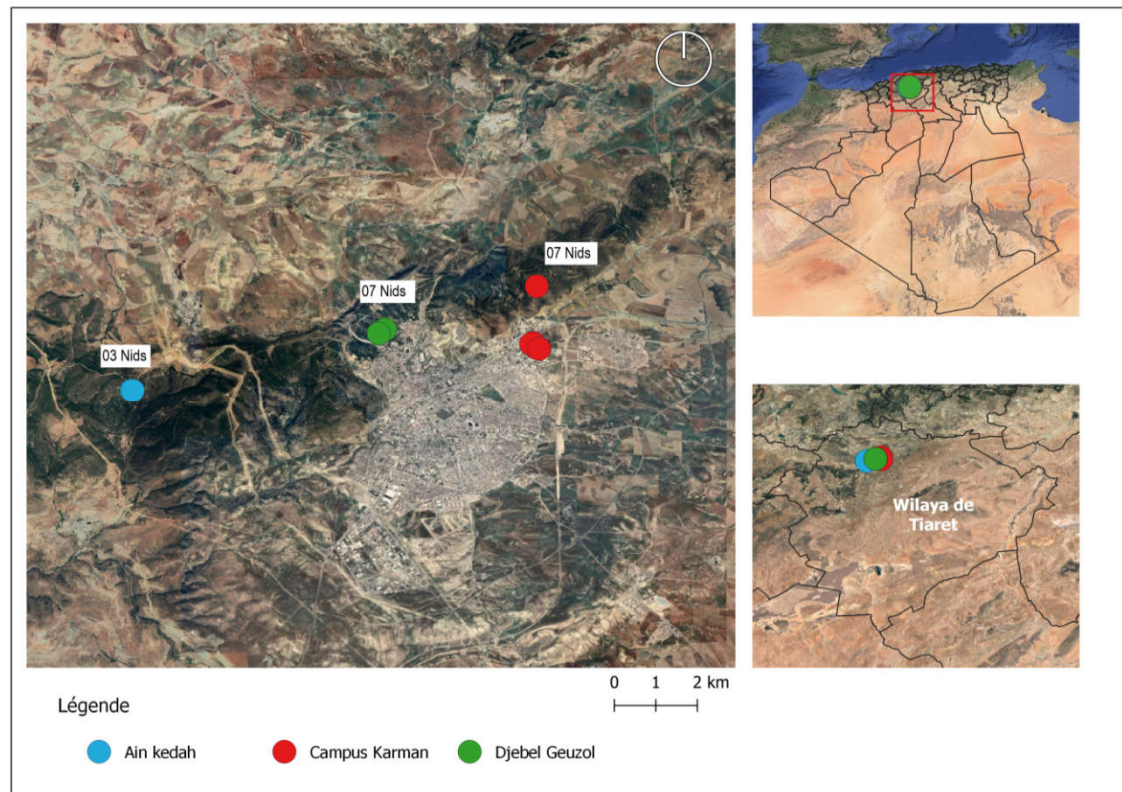 07 Nids
07 Nids
03 Nids
Wilaya de
Tiaret
0 1 2 km
Légende
Ain kedah
Campus Karman
Djebel Geuzol